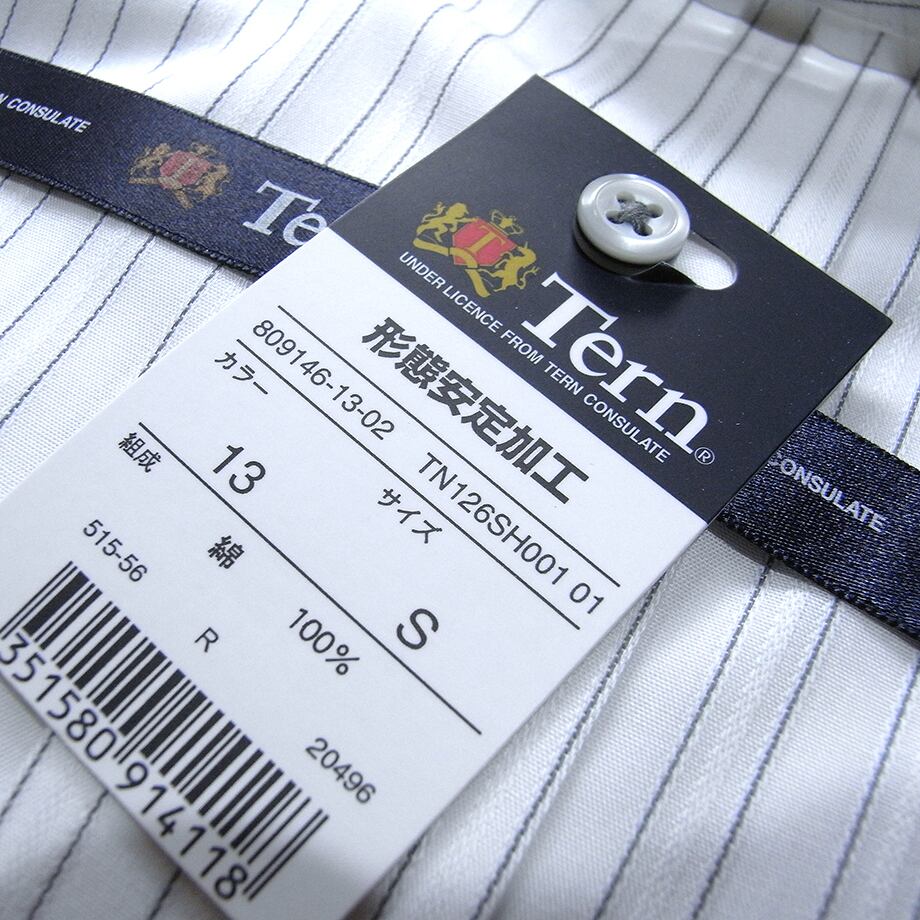 N CONSULATE
Te
T
Tern®
UNDER LICENCE FROM TERN CONSULATE
CONSULATE
形態安定加工
809146-13-02 TN126SH001 01
カラー サイズ
13 S
組成 綿 100%
515-56 R 20496
351580914118